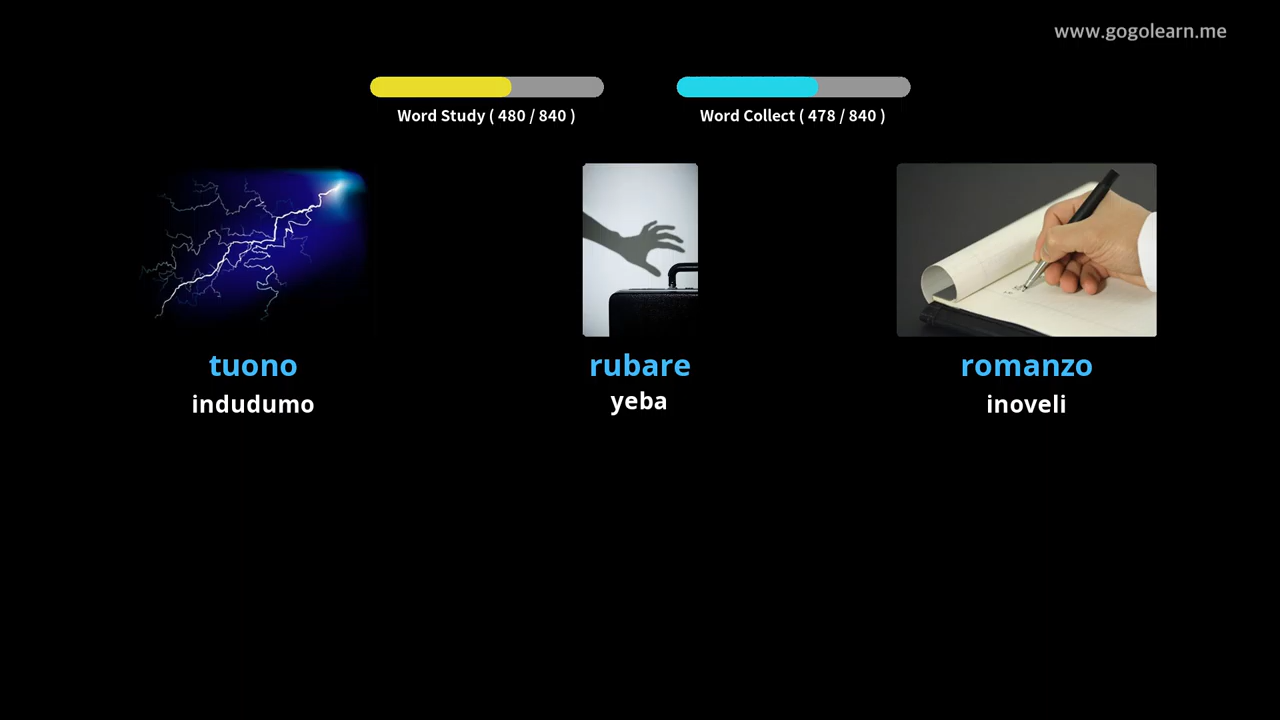 www.gogolearn.me
Word Study ( 480 / 840 )
Word Collect ( 478 / 840 )
tuono
indudumo
rubare
yeba
romanzo
inoveli